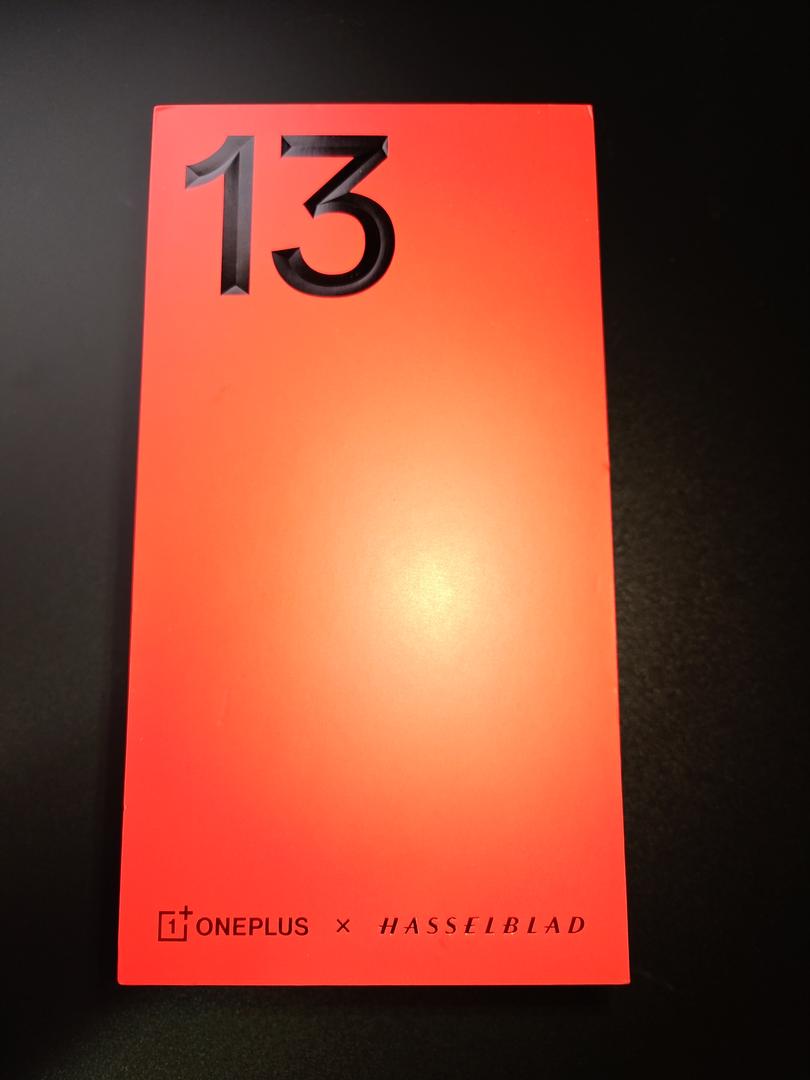 13
1+ ONEPLUS × HASSELBLAD